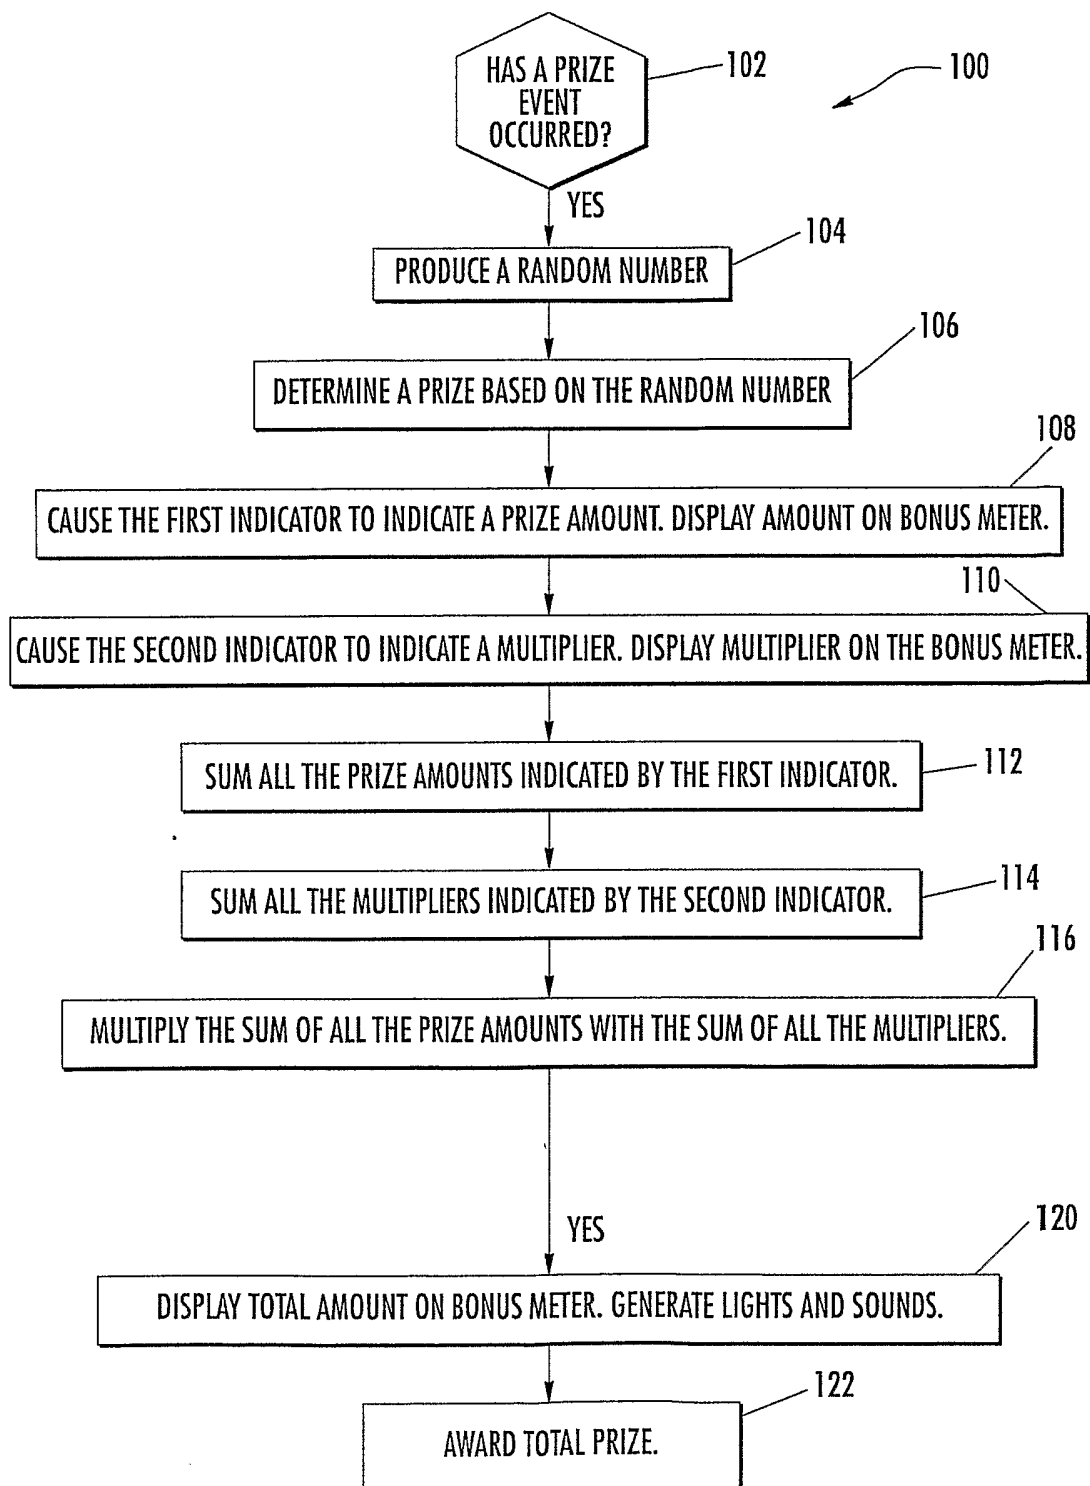 HAS A PRIZE
EVENT
OCCURRED?
102
100
YES
104
PRODUCE A RANDOM NUMBER
106
DETERMINE A PRIZE BASED ON THE RANDOM NUMBER
108
CAUSE THE FIRST INDICATOR TO INDICATE A PRIZE AMOUNT. DISPLAY AMOUNT ON BONUS METER.
110
CAUSE THE SECOND INDICATOR TO INDICATE A MULTIPLIER. DISPLAY MULTIPLIER ON THE BONUS METER.
SUM ALL THE PRIZE AMOUNTS INDICATED BY THE FIRST INDICATOR.
112
SUM ALL THE MULTIPLIERS INDICATED BY THE SECOND INDICATOR.
114
116
MULTIPLY THE SUM OF ALL THE PRIZE AMOUNTS WITH THE SUM OF ALL THE MULTIPLIERS.
YES
120
DISPLAY TOTAL AMOUNT ON BONUS METER. GENERATE LIGHTS AND SOUNDS.
122
AWARD TOTAL PRIZE.